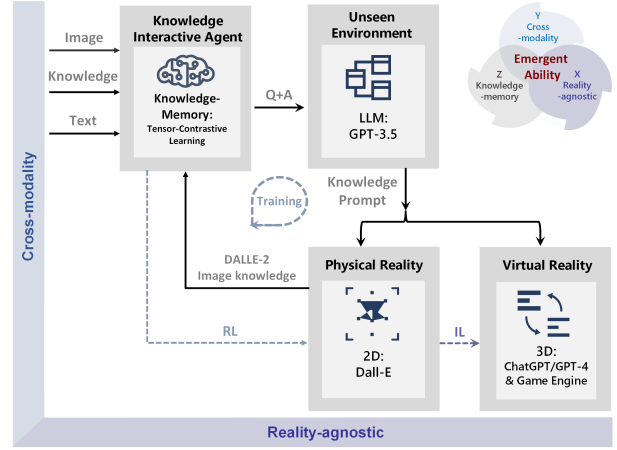 Knowledge
Interactive Agent
Unseen
Environment
Y
Cross
-modality
Emergent
Ability
Z
Knowledge
-memory
X
Reality
-agnostic
Image
Knowledge
Text
Knowledge-
Memory:
Tensor-Contrastive
Learning
Q+A
LLM:
GPT-3.5
Knowledge
Prompt
Training
DALLE-2
Image knowledge
RL
Physical Reality
2D:
Dall-E
IL
Virtual Reality
3D:
ChatGPT/GPT-4
& Game Engine
Cross-modality
Reality-agnostic